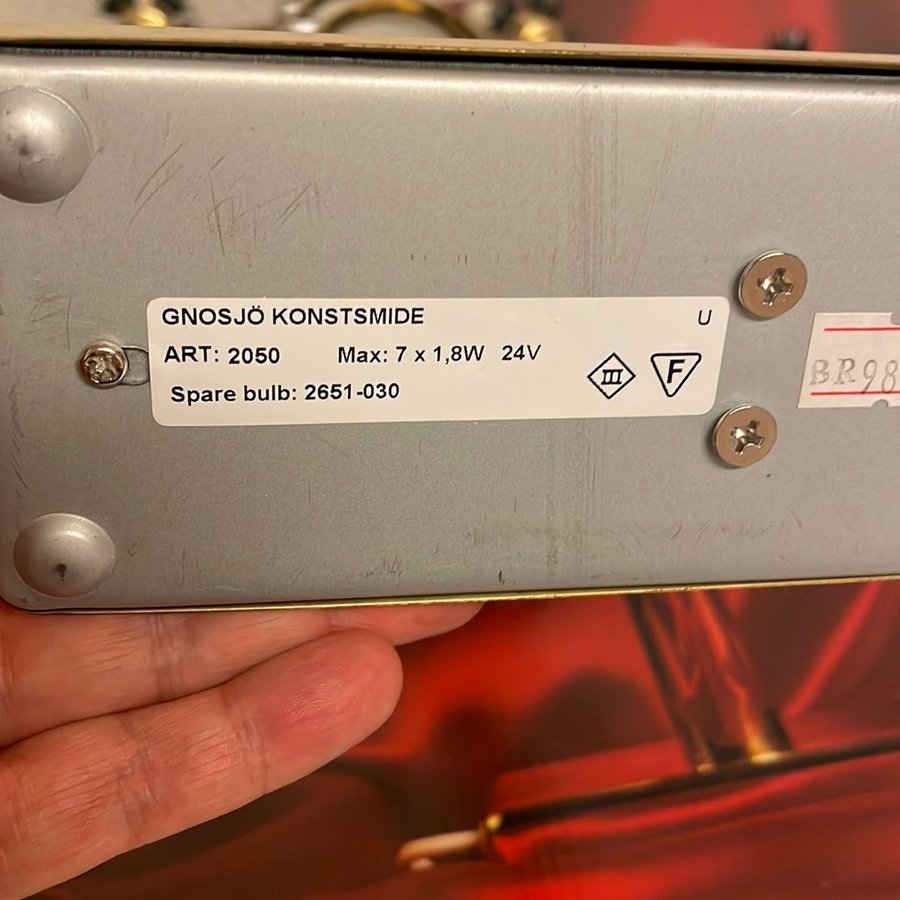 GNOSJÖ KONSTSMIDE U
ART: 2050 Max: 7 x 1,8W 24V
Spare bulb: 2651-030
III F
BR98